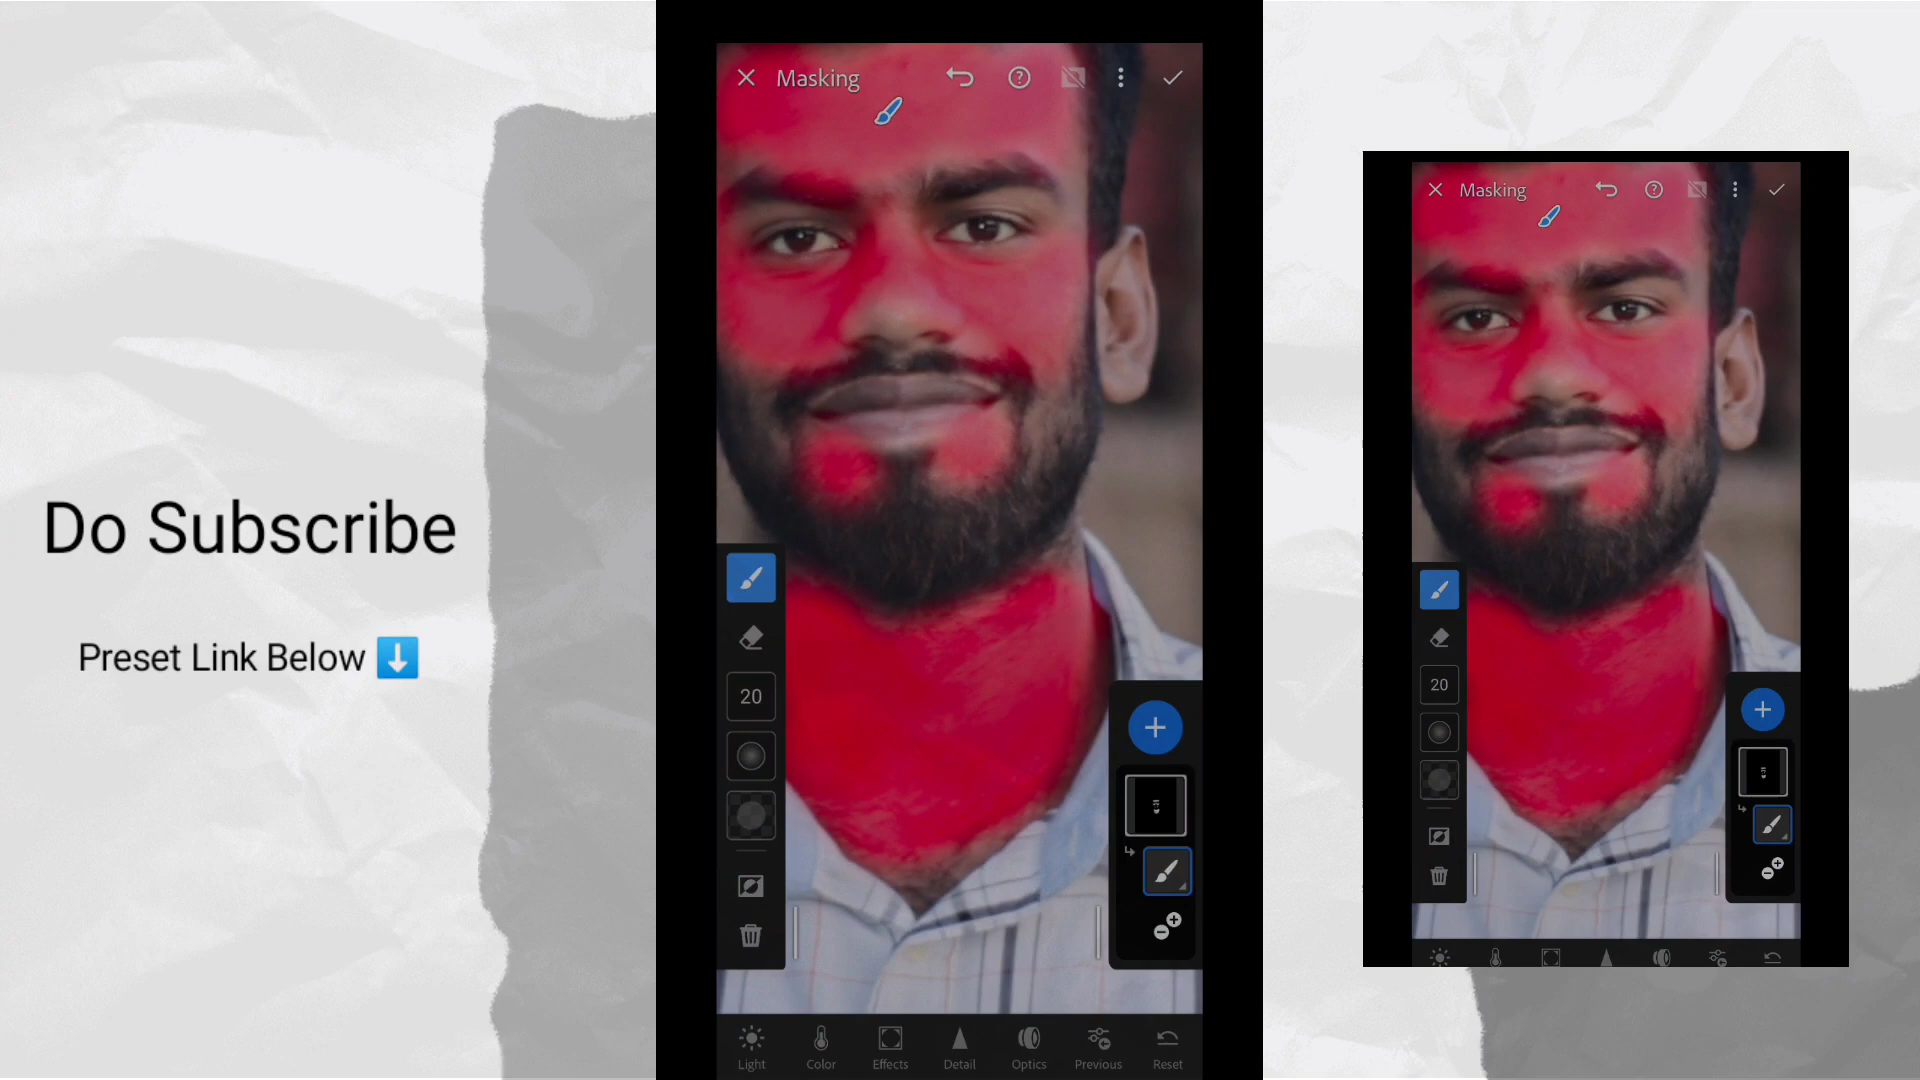 Do Subscribe
Preset Link Below ⬇️
Masking
20
Light
Color
Effects
Detail
Optics
Previous
Reset
Masking
20